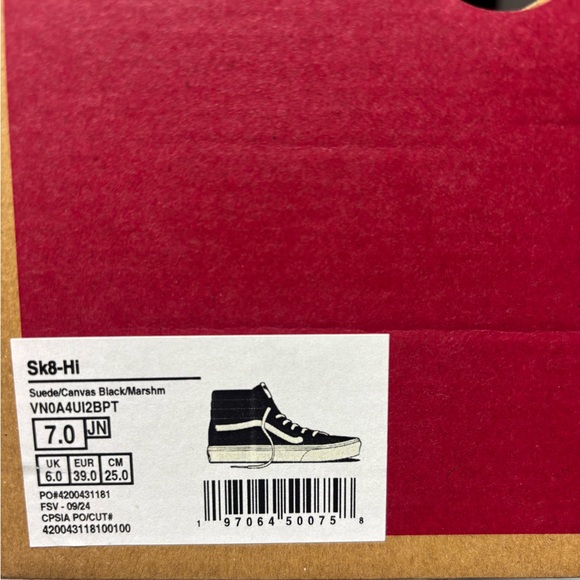 Sk8-Hi
Suede/Canvas Black/Marshm
VN0A4UI2BPT
7.0 JN
UK EUR CM
6.0 39.0 25.0
PO#4200431181
FSV - 09/24
CPSIA PO/CUT#
420043118100100
1 97064 50075 8